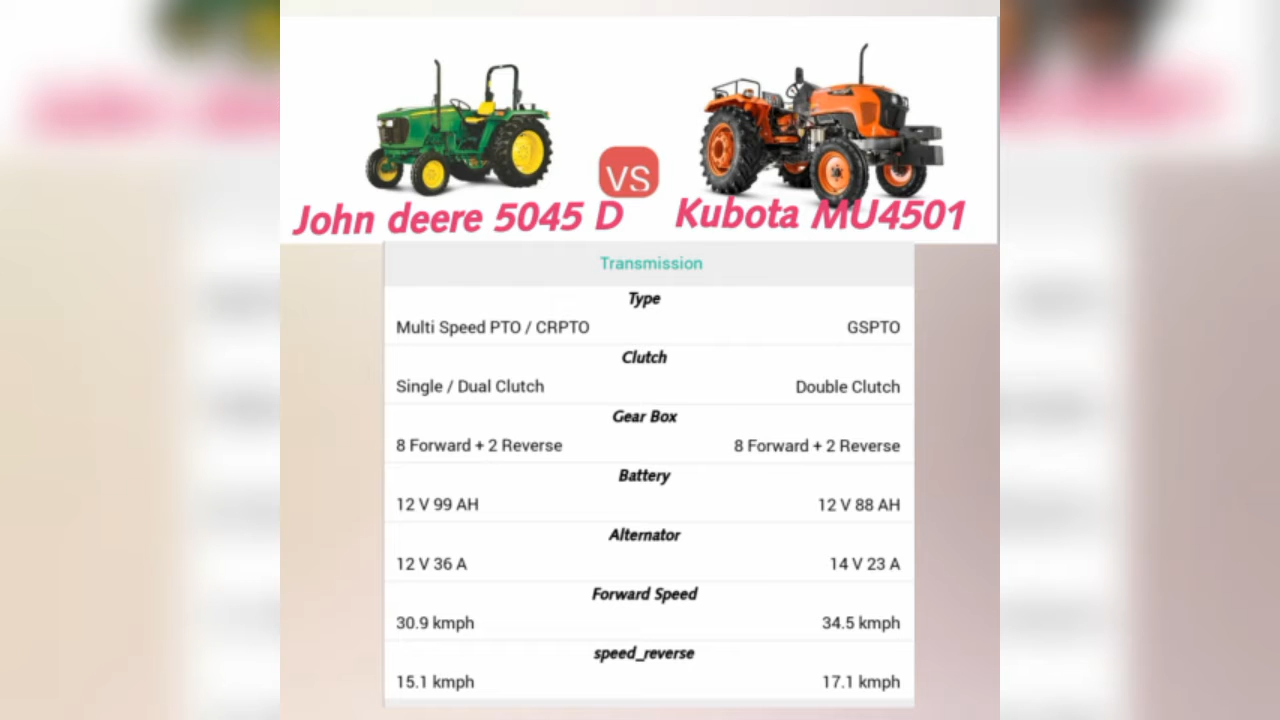 VS
John deere 5045 D
Kubota MU4501
Transmission
Type
Multi Speed PTO / CRPTO GSPTO
Clutch
Single / Dual Clutch Double Clutch
Gear Box
8 Forward + 2 Reverse 8 Forward + 2 Reverse
Battery
12 V 99 AH 12 V 88 AH
Alternator
12 V 36 A 14 V 23 A
Forward Speed
30.9 kmph 34.5 kmph
speed_reverse
15.1 kmph 17.1 kmph